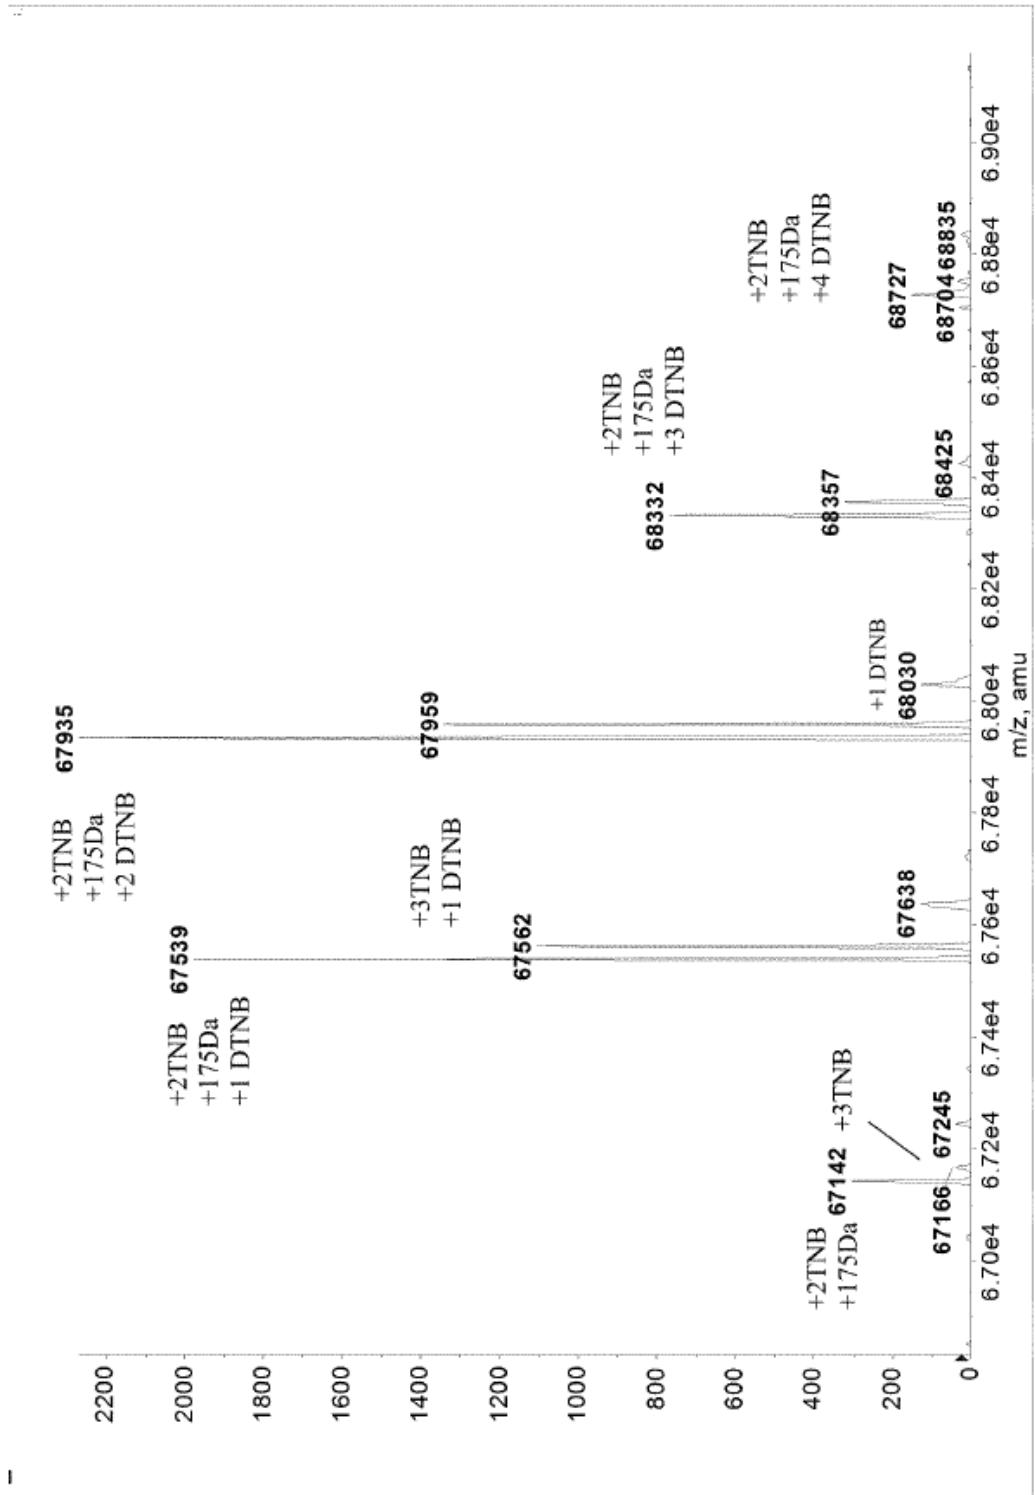 2200
2000
1800
1600
1400
1200
1000
800
600
400
200
0
67935
+2TNB
+175Da
+2 DTNB
67539
+2TNB
+175Da
+1 DTNB
67959
+3TNB
+1 DTNB
67562
68332
+2TNB
+175Da
+3 DTNB
68357
+2TNB
+175Da
+4 DTNB
68727
67142
+2TNB
+175Da
+3TNB
67166
67245
67638
+1 DTNB
68030
68425
68704
68835
6.70e4
6.72e4
6.74e4
6.76e4
6.78e4
6.80e4
6.82e4
6.84e4
6.86e4
6.88e4
6.90e4
m/z, amu